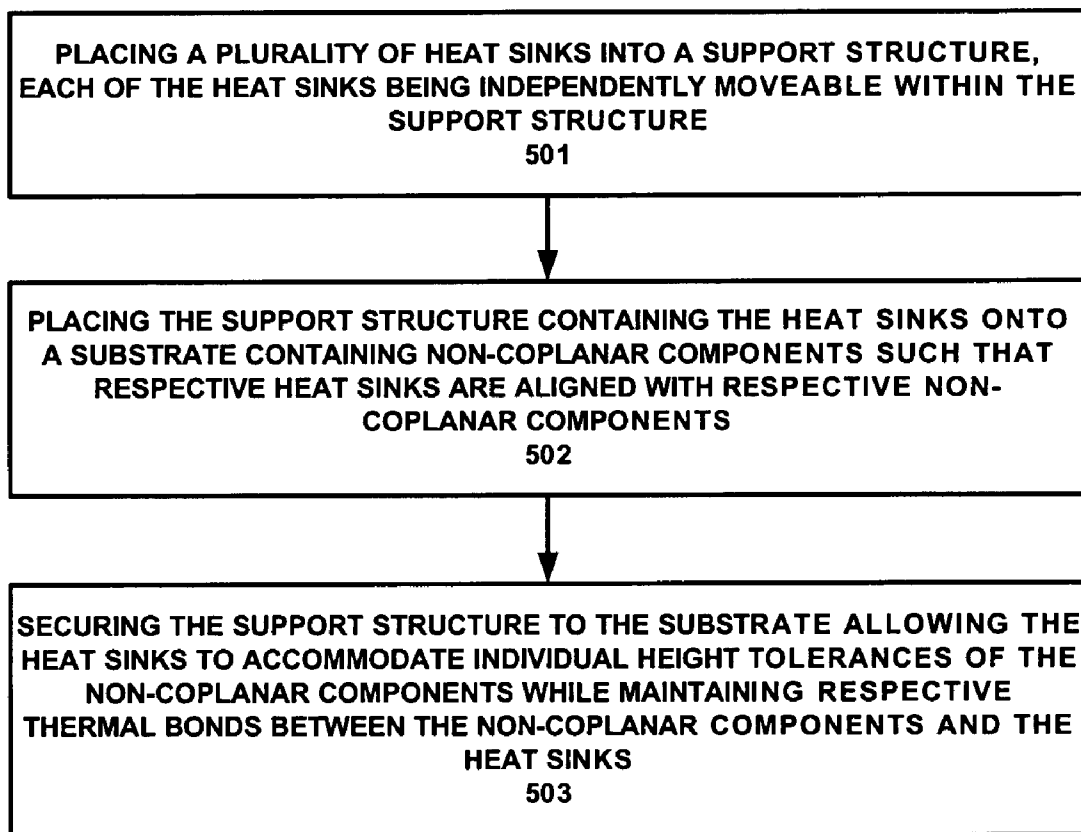 PLACING A PLURALITY OF HEAT SINKS INTO A SUPPORT STRUCTURE,
EACH OF THE HEAT SINKS BEING INDEPENDENTLY MOVEABLE WITHIN THE
SUPPORT STRUCTURE
501
PLACING THE SUPPORT STRUCTURE CONTAINING THE HEAT SINKS ONTO
A SUBSTRATE CONTAINING NON-COPLANAR COMPONENTS SUCH THAT
RESPECTIVE HEAT SINKS ARE ALIGNED WITH RESPECTIVE NON-
COPLANAR COMPONENTS
502
SECURING THE SUPPORT STRUCTURE TO THE SUBSTRATE ALLOWING THE
HEAT SINKS TO ACCOMMODATE INDIVIDUAL HEIGHT TOLERANCES OF THE
NON-COPLANAR COMPONENTS WHILE MAINTAINING RESPECTIVE
THERMAL BONDS BETWEEN THE NON-COPLANAR COMPONENTS AND THE
HEAT SINKS
503